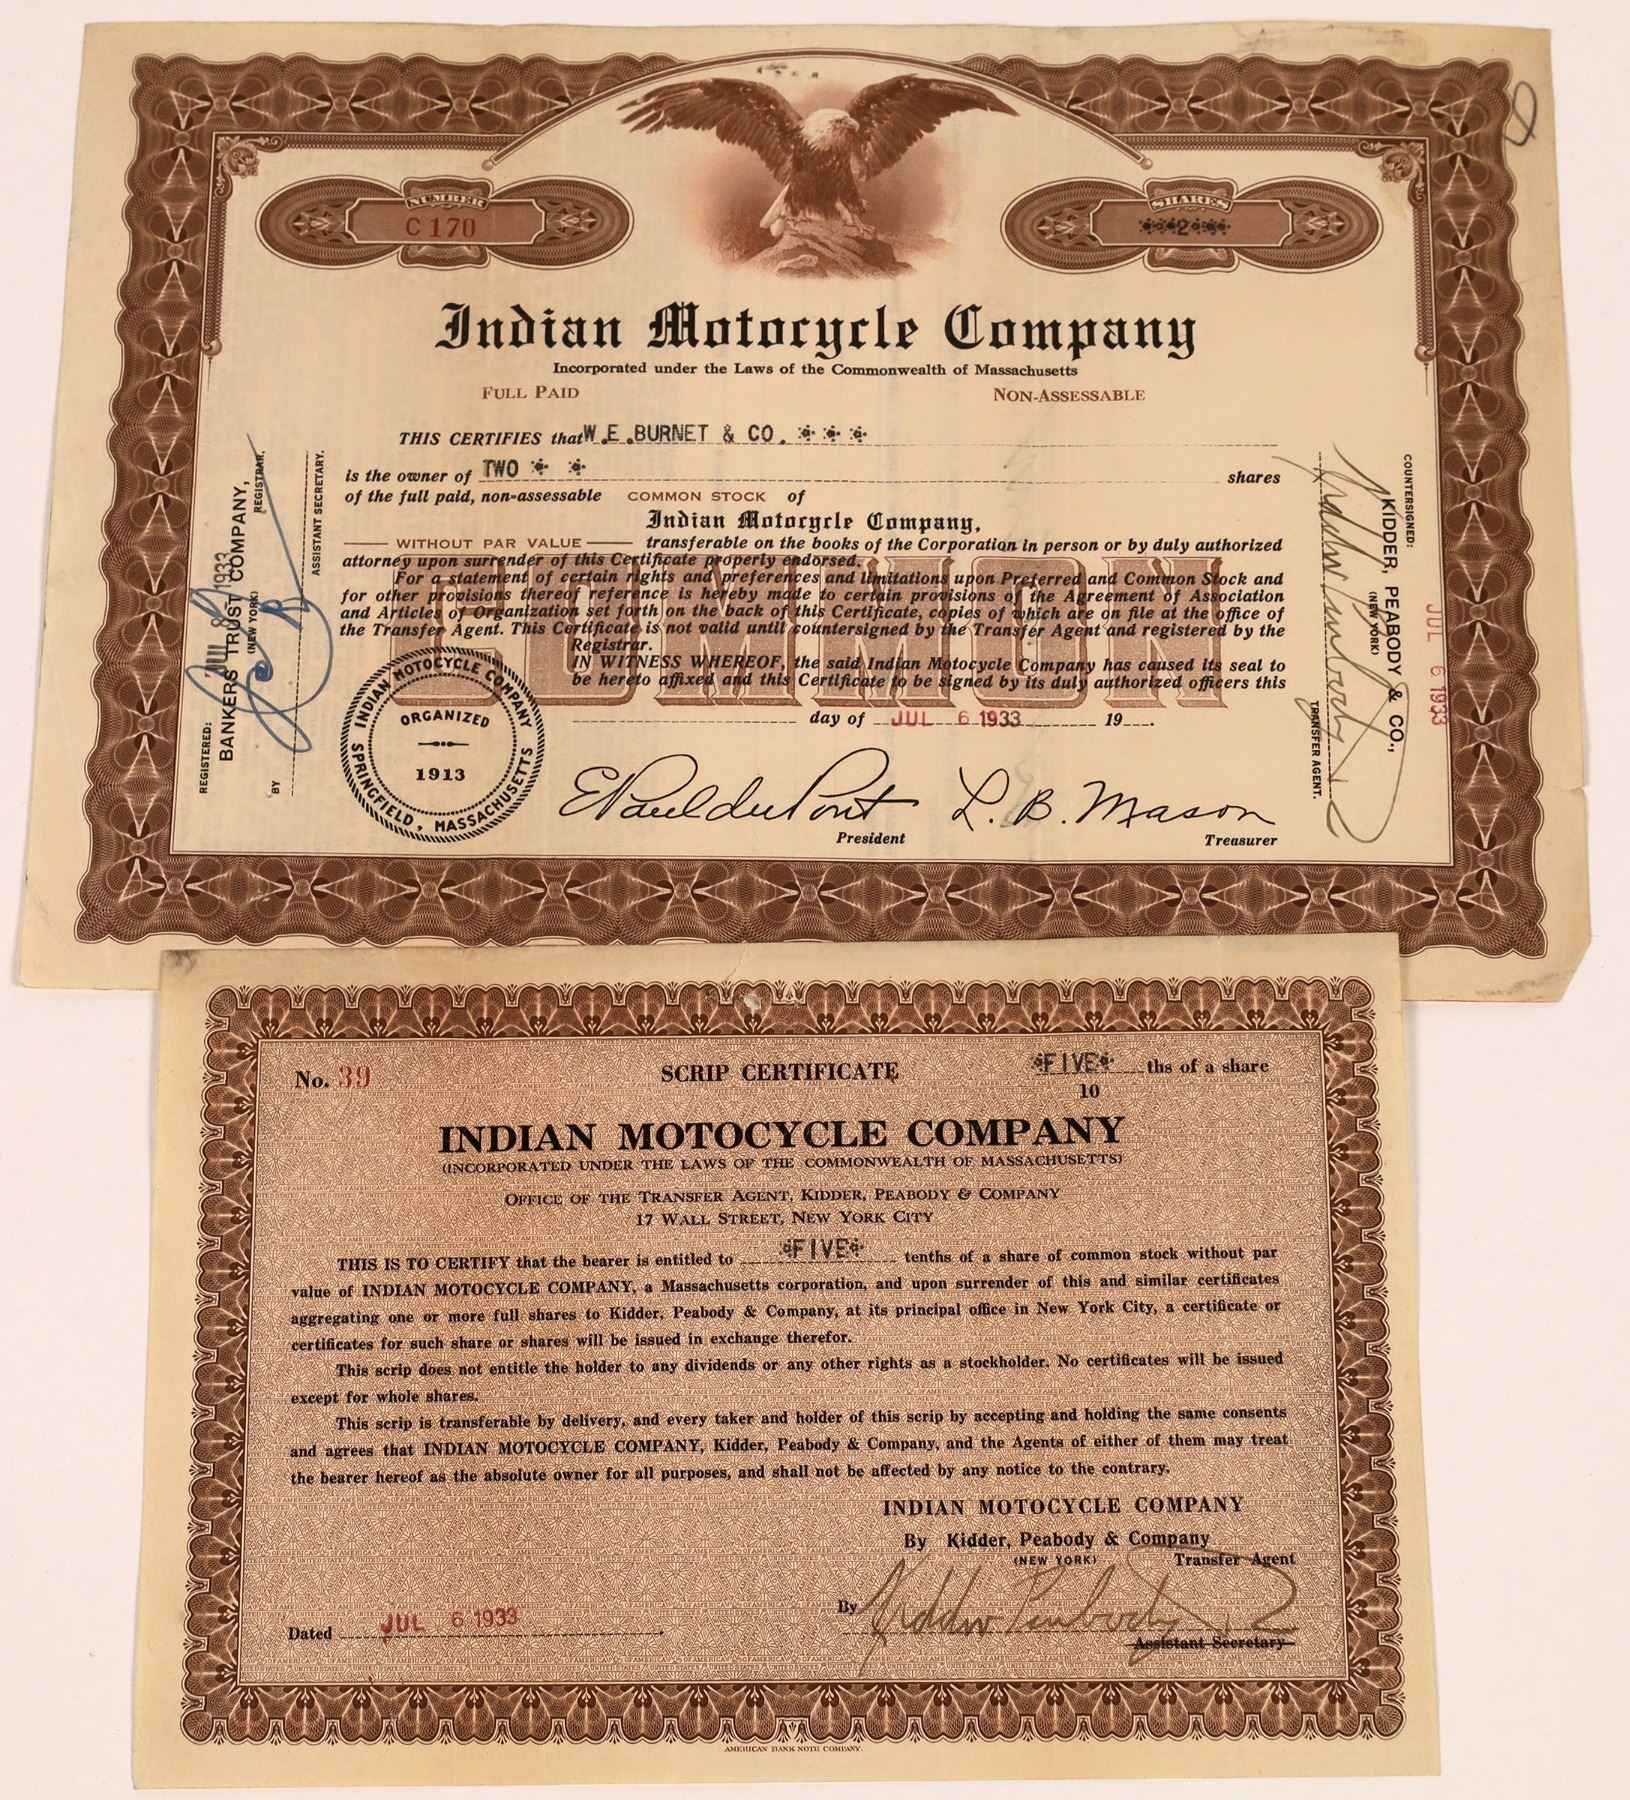 NUMBER
C 170
SHARES
2
Indian Motocycle Company
Incorporated under the Laws of the Commonwealth of Massachusetts
FULL PAID NON-ASSESSABLE
THIS CERTIFIES that W.E.BURNET & CO.
is the owner of TWO shares
of the full paid, non-assessable COMMON STOCK of
Indian Motocycle Company,
WITHOUT PAR VALUE transferable on the books of the Corporation in person or by duly authorized
attorney upon surrender of this Certificate properly endorsed.
For a statement of certain rights and preferences and limitations upon Preferred and Common Stock and
for other provisions thereof reference is hereby made to certain provisions of the Agreement of Association
and Articles of Organization set forth on the back of this Certificate, copies of which are on file at the office of
the Transfer Agent. This Certificate is not valid until countersigned by the Transfer Agent and registered by the
Registrar.
IN WITNESS WHEREOF, the said Indian Motocycle Company has caused its seal to
be hereto affixed and this Certificate to be signed by its duly authorized officers this
day of JUL 6 1933 19 .
COMMON
INDIAN MOTOCYCLE COMPANY
SPRINGFIELD, MASSACHUSETTS
ORGANIZED
1913
E Paul du Pont
President
L. B. Mason
Treasurer
REGISTERED:
JUL 6 1933
BANKERS TRUST COMPANY,
(NEW YORK)
REGISTRAR.
BY
ASSISTANT SECRETARY.
COUNTERSIGNED:
KIDDER, PEABODY & CO.,
(NEW YORK)
TRANSFER AGENT.
Kidder Peabody
JUL 6 1933
No. 39
SCRIP CERTIFICATE
FIVE ths of a share
10
INDIAN MOTOCYCLE COMPANY
(INCORPORATED UNDER THE LAWS OF THE COMMONWEALTH OF MASSACHUSETTS)
OFFICE OF THE TRANSFER AGENT, KIDDER, PEABODY & COMPANY
17 WALL STREET, NEW YORK CITY
THIS IS TO CERTIFY that the bearer is entitled to FIVE tenths of a share of common stock without par
value of INDIAN MOTOCYCLE COMPANY, a Massachusetts corporation, and upon surrender of this and similar certificates
aggregating one or more full shares to Kidder, Peabody & Company, at its principal office in New York City, a certificate or
certificates for such share or shares will be issued in exchange therefor.
This scrip does not entitle the holder to any dividends or any other rights as a stockholder. No certificates will be issued
except for whole shares.
This scrip is transferable by delivery, and every taker and holder of this scrip by accepting and holding the same consents
and agrees that INDIAN MOTOCYCLE COMPANY, Kidder, Peabody & Company, and the Agents of either of them may treat
the bearer hereof as the absolute owner for all purposes, and shall not be affected by any notice to the contrary.
INDIAN MOTOCYCLE COMPANY
By Kidder, Peabody & Company
(NEW YORK) Transfer Agent
By Kidder Peabody
Assistant Secretary
Dated JUL 6 1933
AMERICAN BANK NOTE COMPANY.